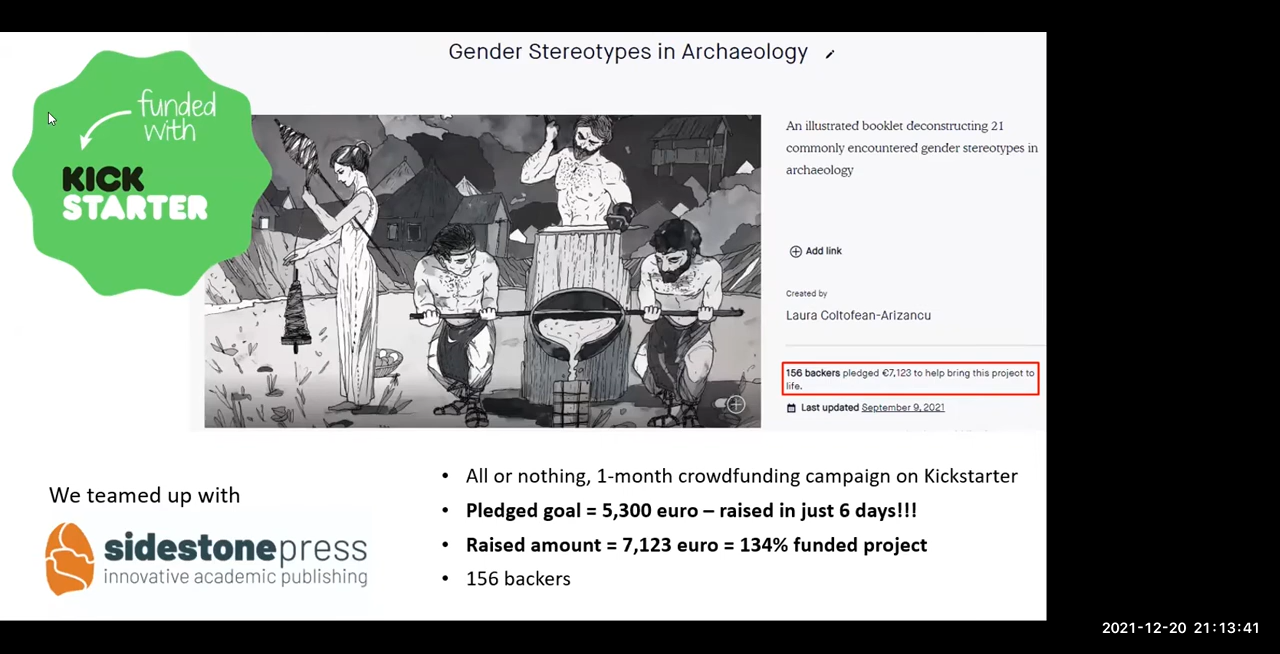 Gender Stereotypes in Archaeology
funded
with
KICK
STARTER
An illustrated booklet deconstructing 21
commonly encountered gender stereotypes in
archaeology
Add link
Created by
Laura Coltofean-Arizancu
156 backers pledged €7,123 to help bring this project to
life.
Last updated September 9, 2021
We teamed up with
sidestonepress
innovative academic publishing
• All or nothing, 1-month crowdfunding campaign on Kickstarter
• Pledged goal = 5,300 euro – raised in just 6 days!!!
• Raised amount = 7,123 euro = 134% funded project
• 156 backers
2021-12-20 21:13:41